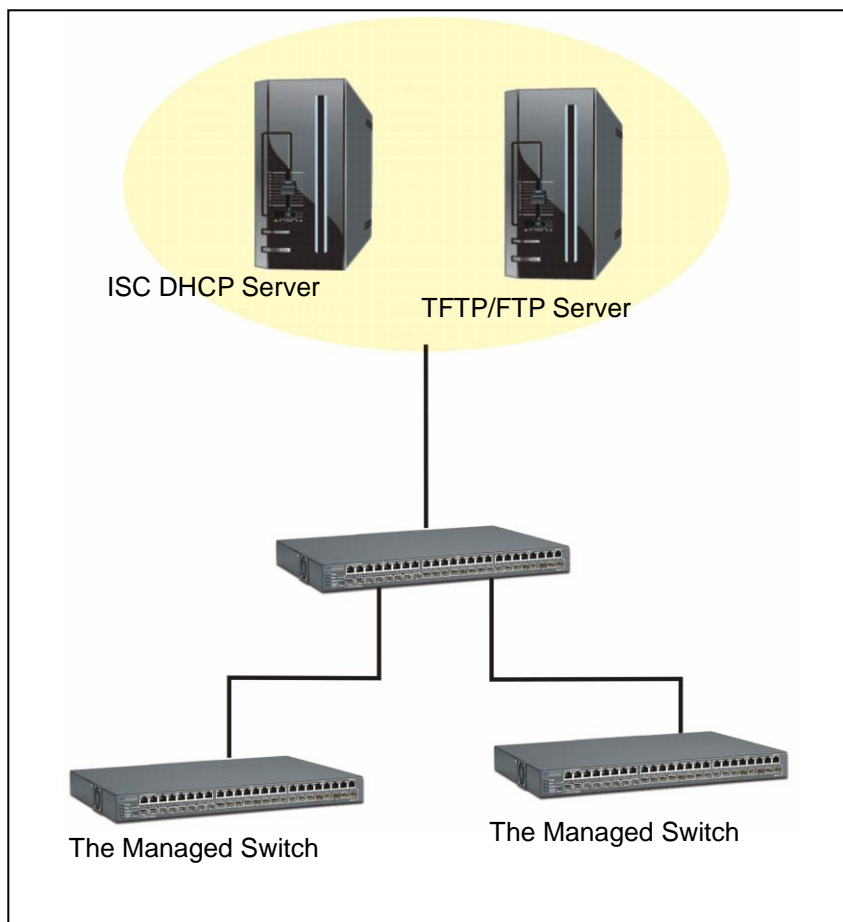 ISC DHCP Server
TFTP/FTP Server
The Managed Switch
The Managed Switch